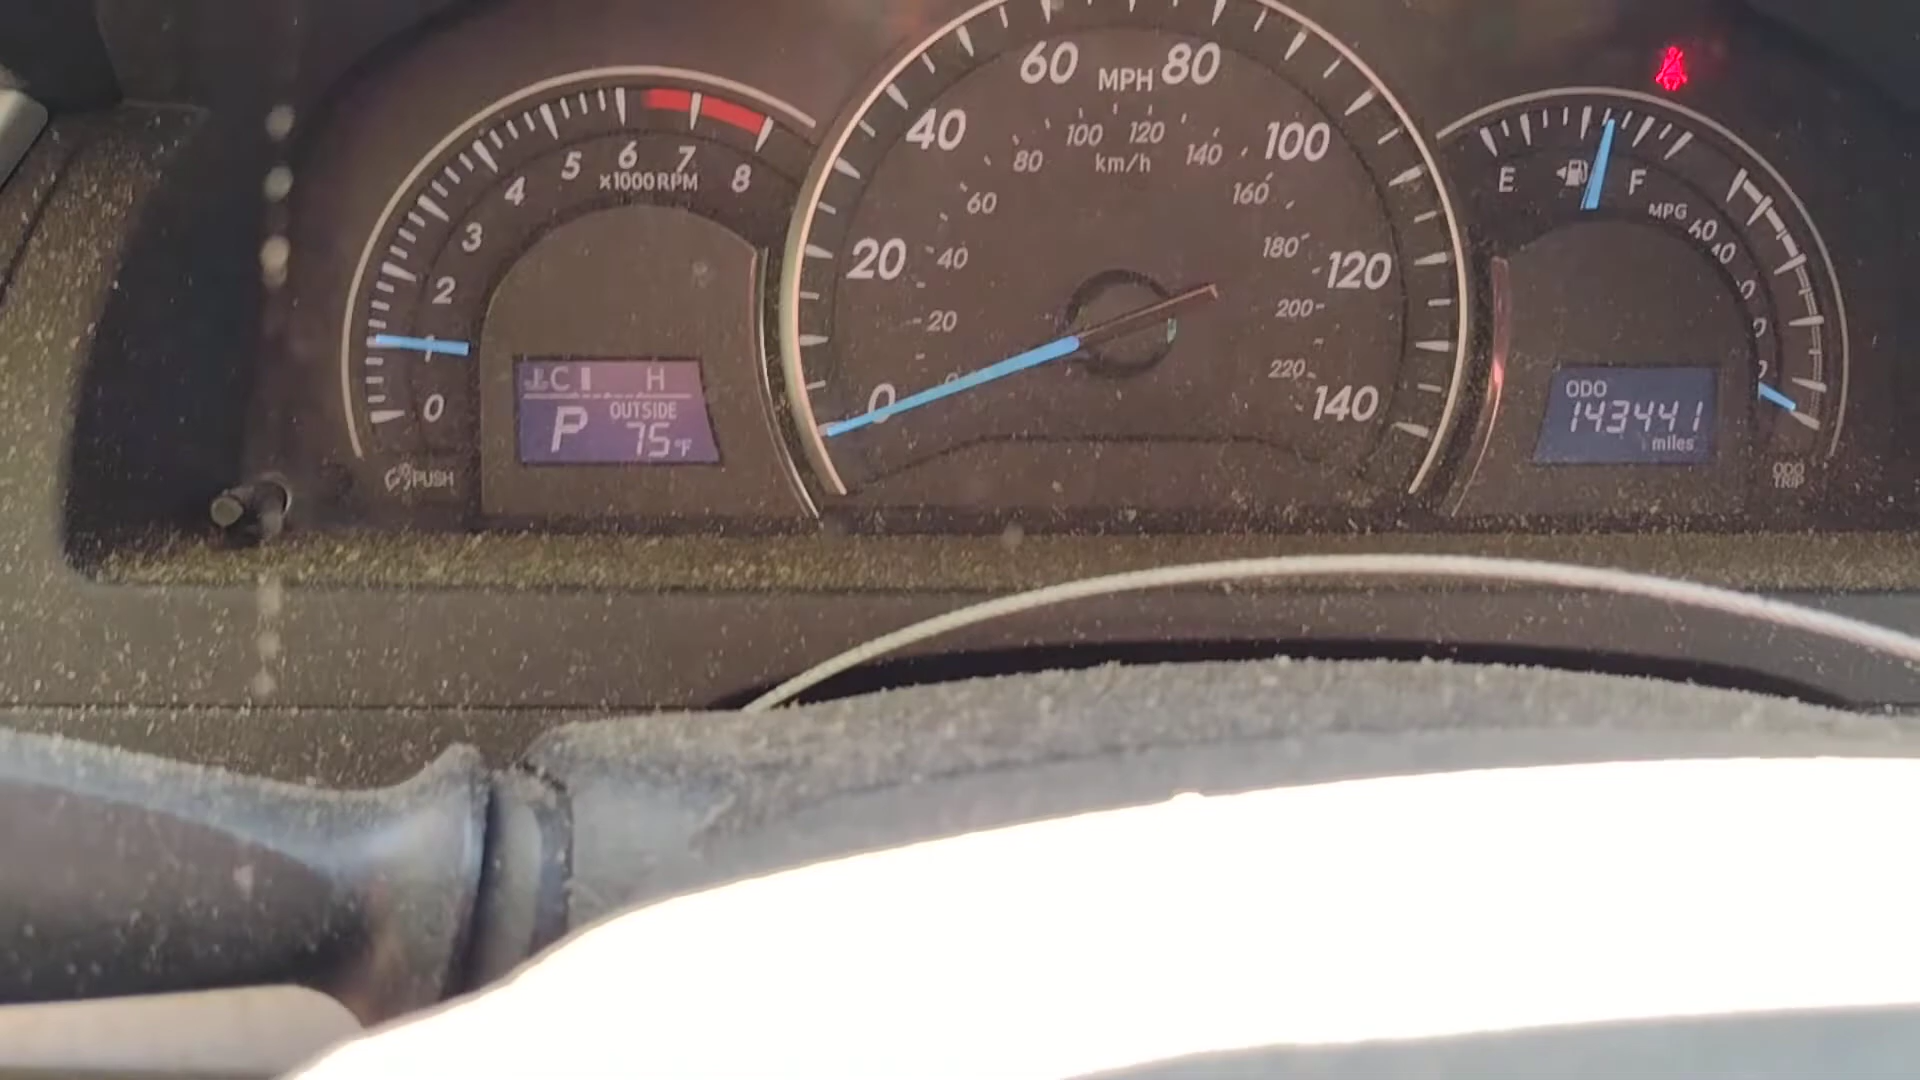 0 1 2 3 4 5 6 7 8
x1000RPM
C H
P OUTSIDE
75°F
PUSH
0 20 40 60 80 100 120 140
MPH
20 40 60 80 100 120 140 160 180 200 220
km/h
E F
MPG
60
40
ODO
143441
miles
ODO
TRIP